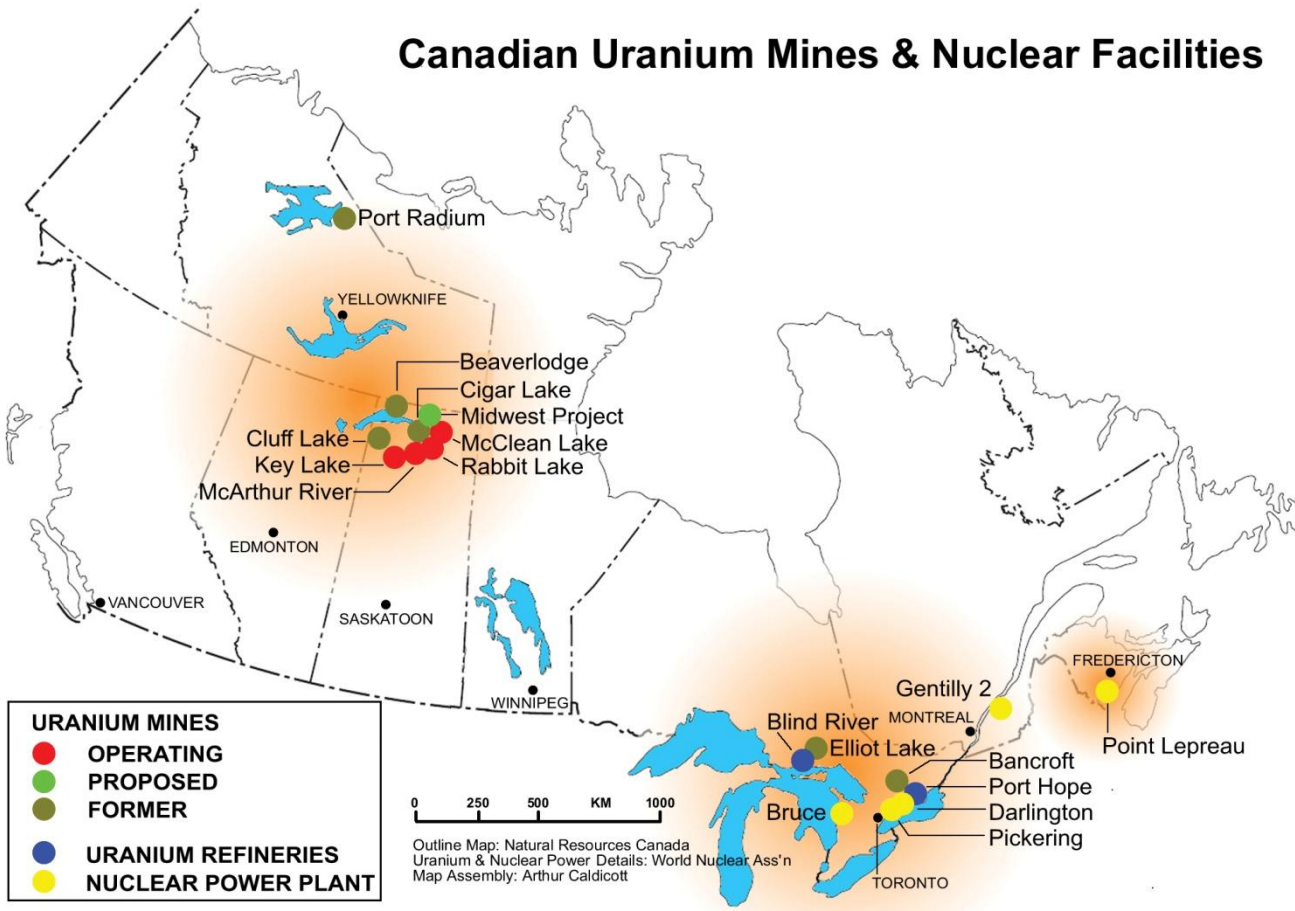 Canadian Uranium Mines & Nuclear Facilities
Port Radium
YELLOWKNIFE
Beaverlodge
Cigar Lake
Midwest Project
Cluff Lake
McClean Lake
Key Lake
Rabbit Lake
McArthur River
EDMONTON
VANCOUVER
SASKATOON
WINNIPEG
FREDERICTON
Gentilly 2
MONTREAL
Point Lepreau
Blind River
Elliot Lake
Bancroft
Port Hope
Bruce
Darlington
Pickering
TORONTO
URANIUM MINES
OPERATING
PROPOSED
FORMER
URANIUM REFINERIES
NUCLEAR POWER PLANT
0 250 500 KM 1000
Outline Map: Natural Resources Canada
Uranium & Nuclear Power Details: World Nuclear Ass'n
Map Assembly: Arthur Caldicott